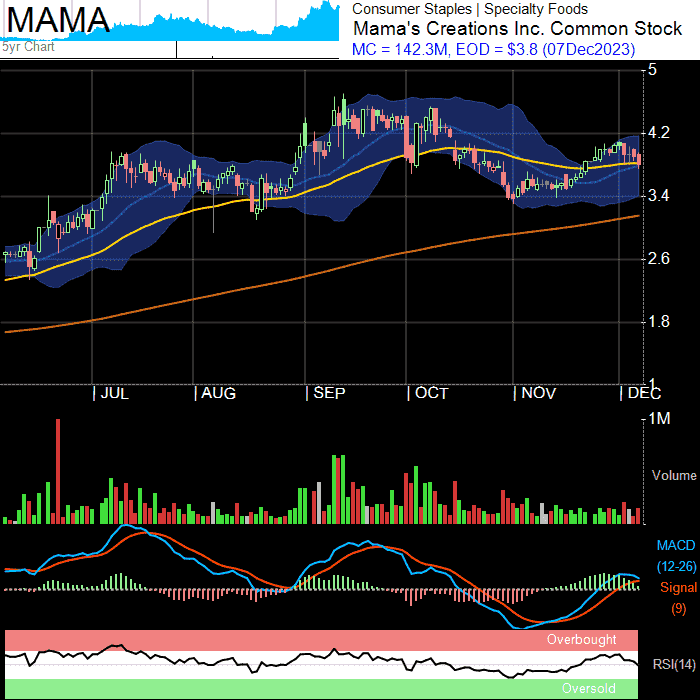 MAMA
5yr Chart
Consumer Staples | Specialty Foods
Mama's Creations Inc. Common Stock
MC = 142.3M, EOD = $3.8 (07Dec2023)
5
4.2
3.4
2.6
1.8
1
| JUL | AUG | SEP | OCT | NOV | DEC
1M
Volume
MACD
(12-26)
Signal
(9)
Overbought
RSI(14)
Oversold